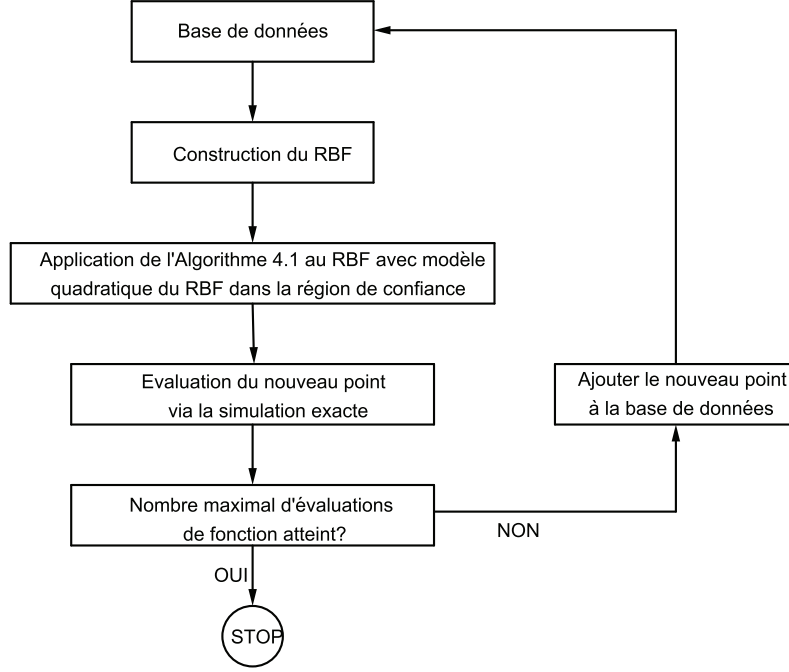 Base de données
Construction du RBF
Application de l'Algorithme 4.1 au RBF avec modèle
quadratique du RBF dans la région de confiance
Evaluation du nouveau point
via la simulation exacte
Ajouter le nouveau point
à la base de données
Nombre maximal d'évaluations
de fonction atteint?
NON
OUI
STOP